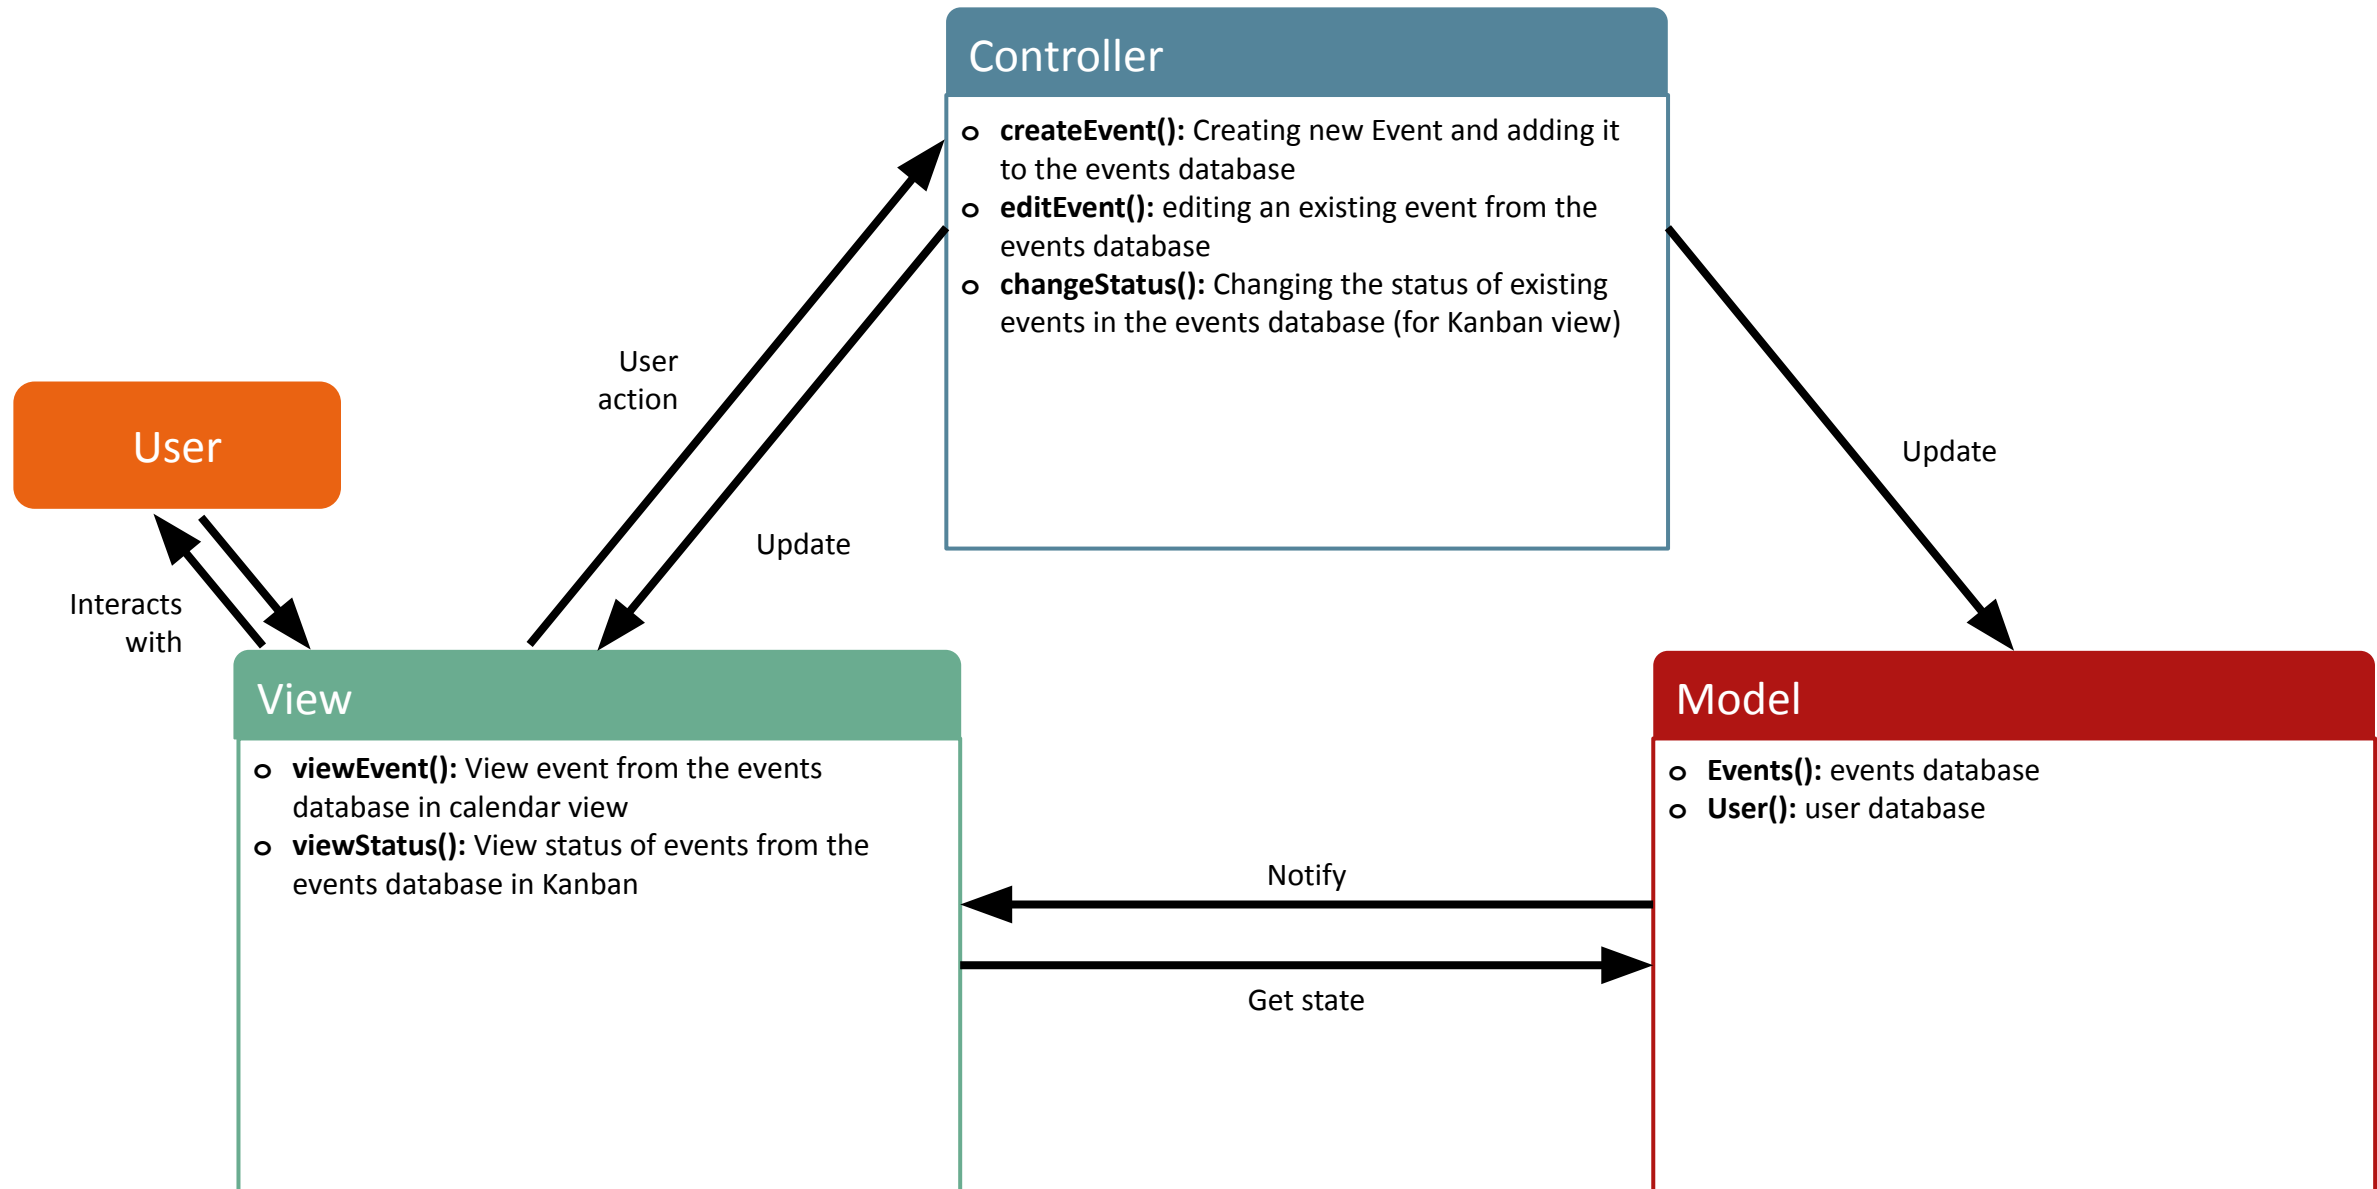 Controller
o createEvent(): Creating new Event and adding it
to the events database
o editEvent(): editing an existing event from the
events database
o changeStatus(): Changing the status of existing
events in the events database (for Kanban view)
User
action
User
Update
Update
Interacts
with
View
o viewEvent(): View event from the events
database in calendar view
o viewStatus(): View status of events from the
events database in Kanban
Model
o Events(): events database
o User(): user database
Notify
Get state